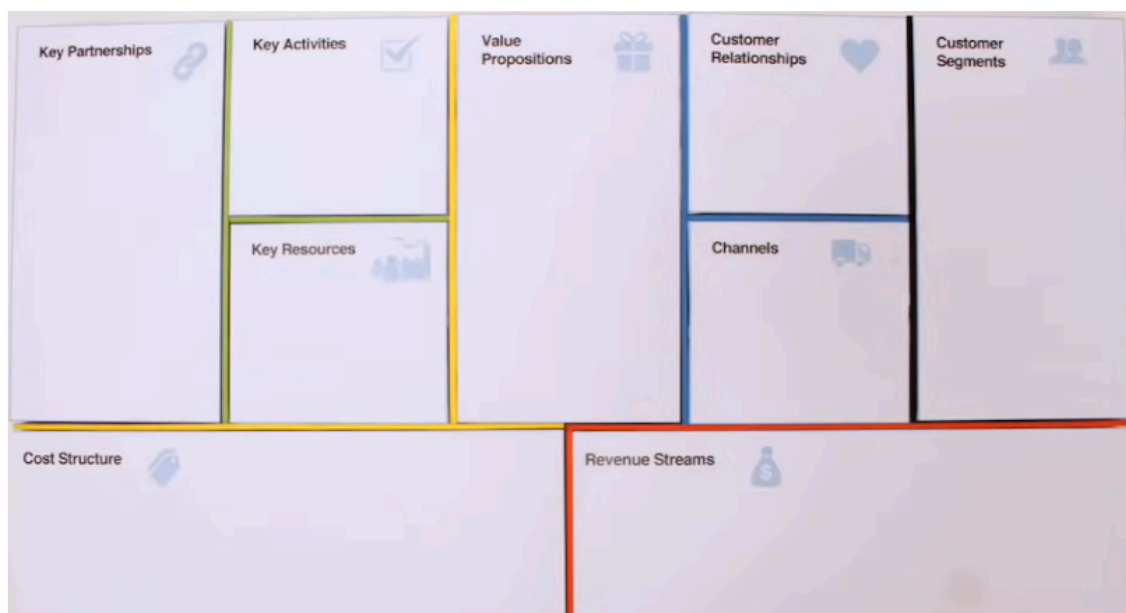 Key Partnerships
Key Activities
Value
Propositions
Customer
Relationships
Customer
Segments
Key Resources
Channels
Cost Structure
Revenue Streams
$